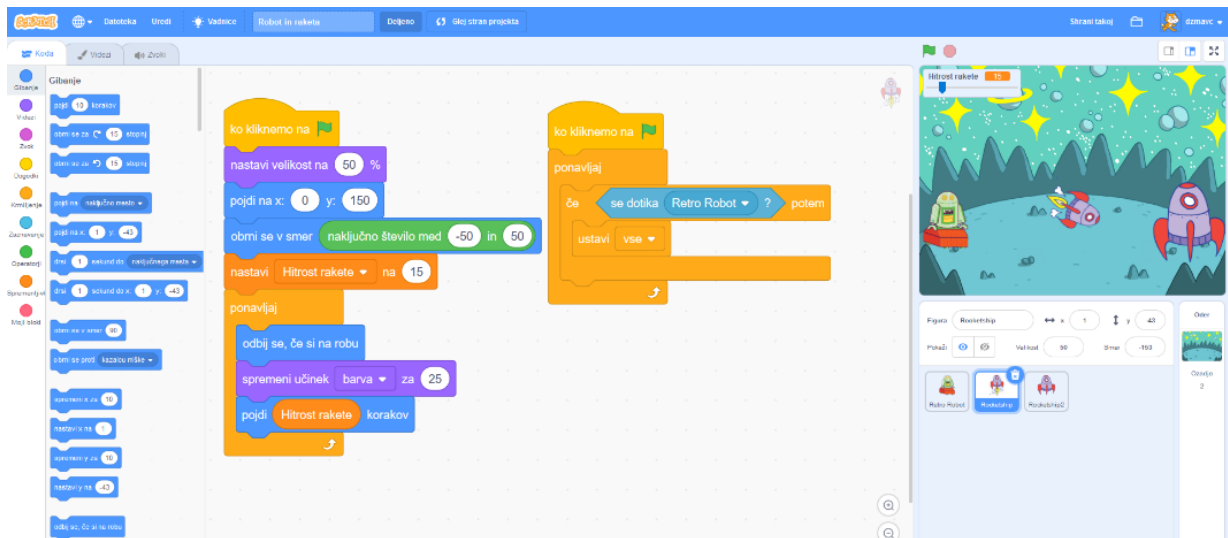 SCRATCH
Datoteka Uredi Vadnice Robot in raketa Deljeno Glej stran projekta Shrani takoj dzmavc
Koda Videzi Zvoki
Gibanje
Videzi
Zvok
Dogodki
Krmiljenje
Zaznavanje
Operatorji
Spremenljivke
Moji bloki
Gibanje
pojdi 10 korakov
obrni se za 15 stopinj
obrni se za 15 stopinj
pojdi na naključno mesto
pojdi na x: 1 y: -43
drsi 1 sekund do naključnega mesta
drsi 1 sekund do x: 1 y: -43
obrni se v smer 90
obrni se proti kazalcu miške
spremeni x za 10
nastavi x na 1
spremeni y za 10
nastavi y na -43
odbij se, če si na robu
ko kliknemo na
nastavi velikost na 50 %
pojdi na x: 0 y: 150
obrni se v smer naključno število med -50 in 50
nastavi Hitrost rakete na 15
ponavljaj
odbij se, če si na robu
spremeni učinek barva za 25
pojdi Hitrost rakete korakov
ko kliknemo na
ponavljaj
če se dotika Retro Robot ? potem
ustavi vse
Hitrost rakete 15
Figura Rocketship x 1 y -43
Pokaži Velikost 50 Smer -153
Retro Robot Rocketship Rocketship2
Oder
Ozadja
2